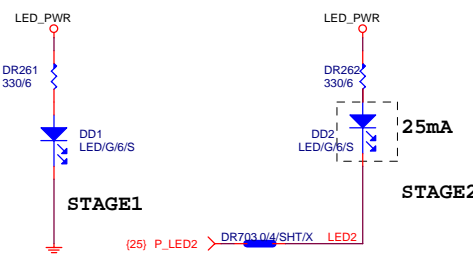 LED_PWR
LED_PWR
DR261
330/6
DR262
330/6
DD1
LED/G/6/S
DD2
LED/G/6/S
25mA
STAGE1
STAGE2
{25} P_LED2
DR703 0/4/SHT/X
LED2